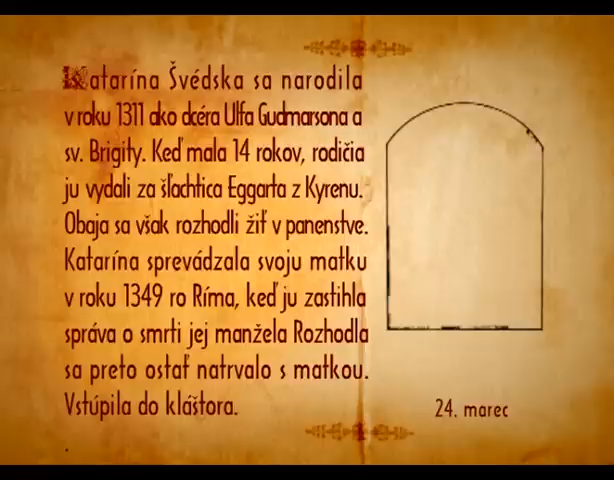 Katarína Švédska sa narodila
v roku 1311 ako dcéra Ulfa Gudmarsona a
sv. Brigity. Keď mala 14 rokov, rodičia
ju vydali za šľachtica Eggarta z Kyrenu.
Obaja sa však rozhodli žiť v panenstve.
Katarína sprevádzala svoju matku
v roku 1349 ro Ríma, keď ju zastihla
správa o smrti jej manžela Rozhodla
sa preto ostať natrvalo s matkou.
Vstúpila do kláštora.
.
24. marec